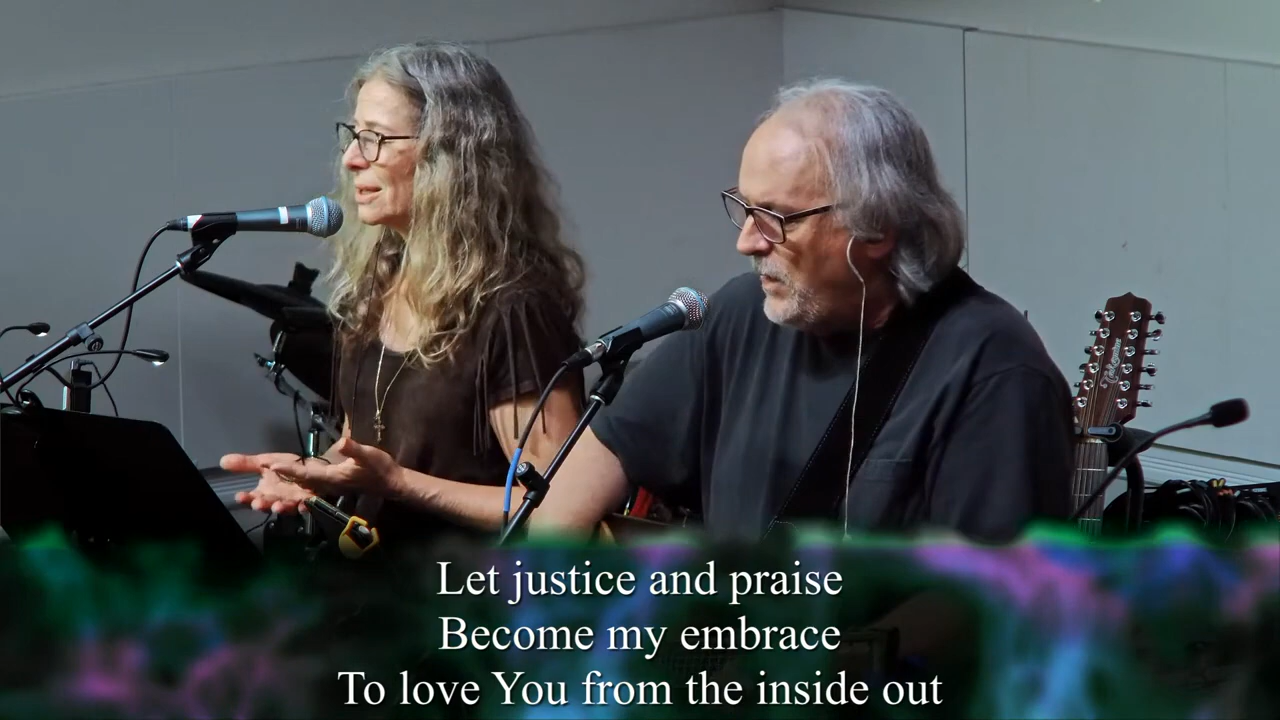 Let justice and praise
Become my embrace
To love You from the inside out